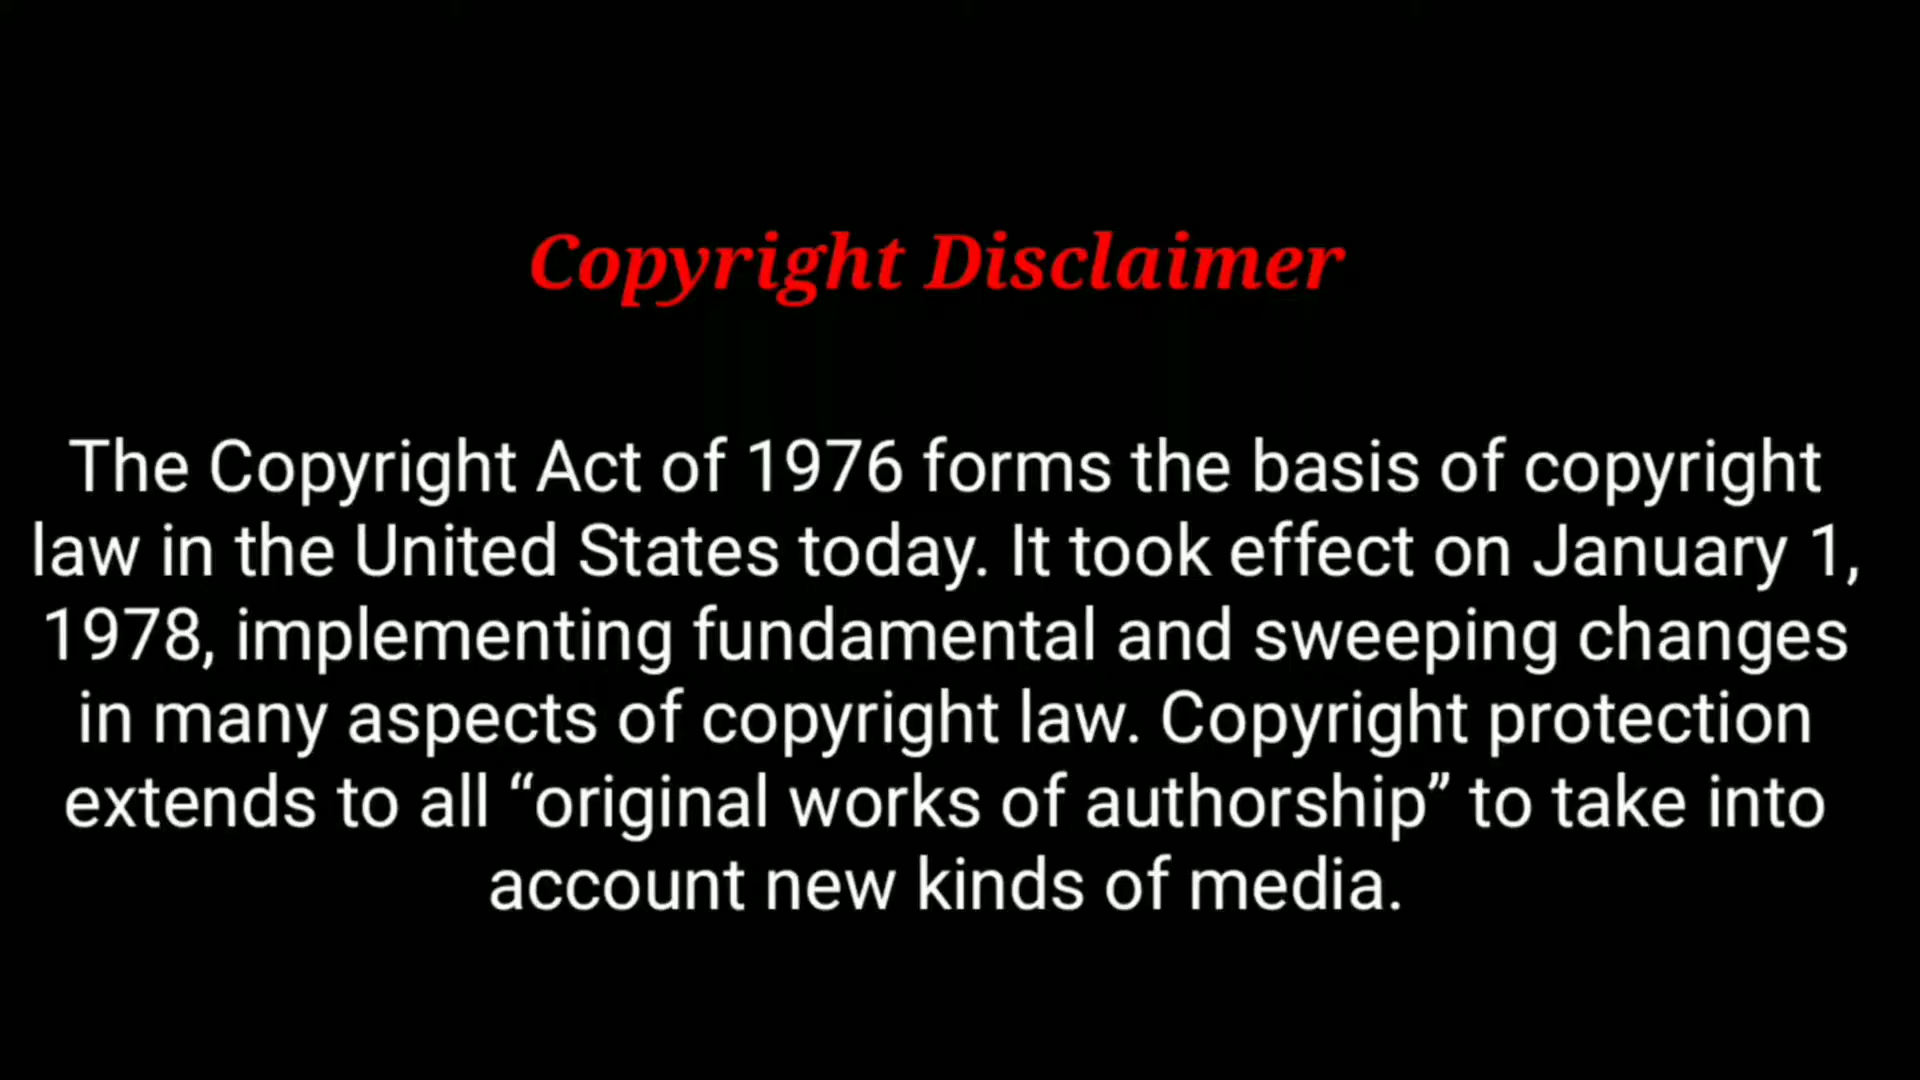 Copyright Disclaimer
The Copyright Act of 1976 forms the basis of copyright
law in the United States today. It took effect on January 1,
1978, implementing fundamental and sweeping changes
in many aspects of copyright law. Copyright protection
extends to all “original works of authorship” to take into
account new kinds of media.